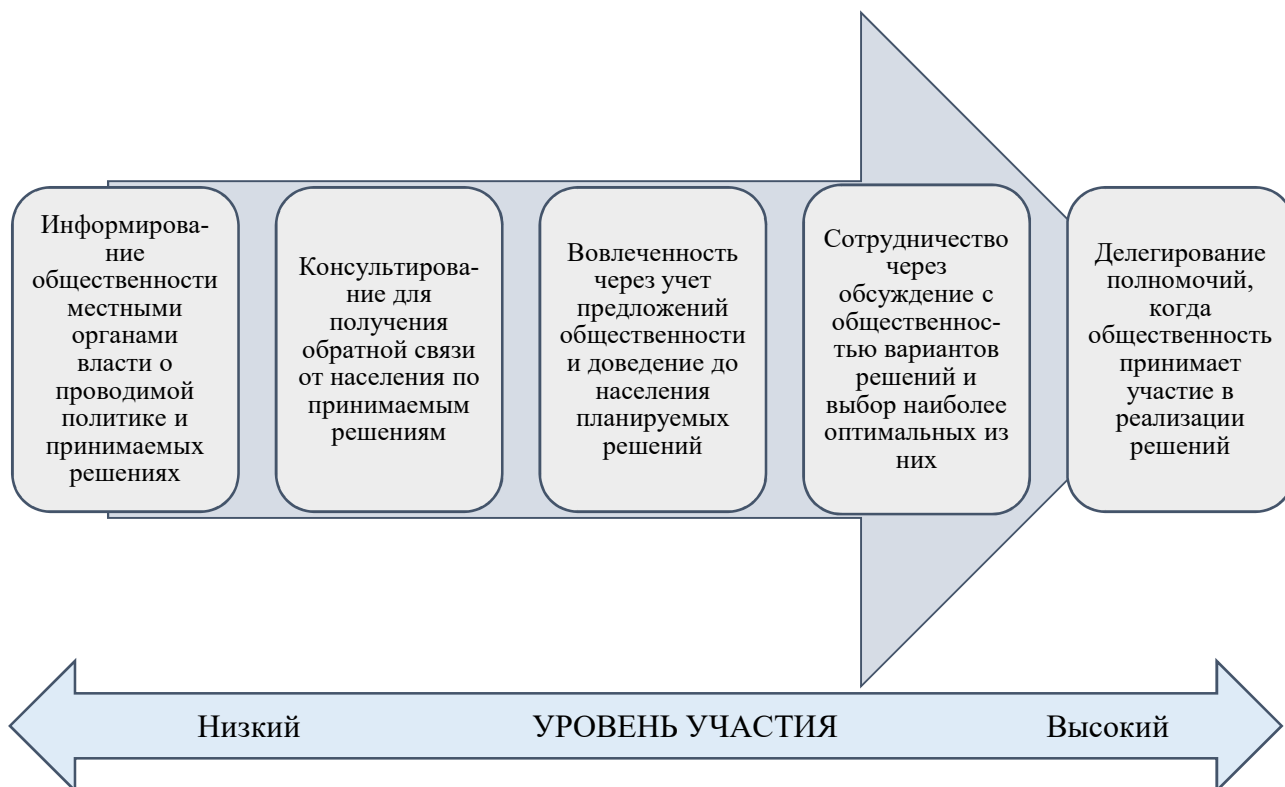 Информирова-
ние
общественности
местными
органами
власти о
проводимой
политике и
принимаемых
решениях
Консультирова-
ние для
получения
обратной связи
от населения по
принимаемым
решениям
Вовлеченность
через учет
предложений
общественности
и доведение до
населения
планируемых
решений
Сотрудничество
через
обсуждение с
общественнос-
тью вариантов
решений и
выбор наиболее
оптимальных из
них
Делегирование
полномочий,
когда
общественность
принимает
участие в
реализации
решений
Низкий УРОВЕНЬ УЧАСТИЯ Высокий